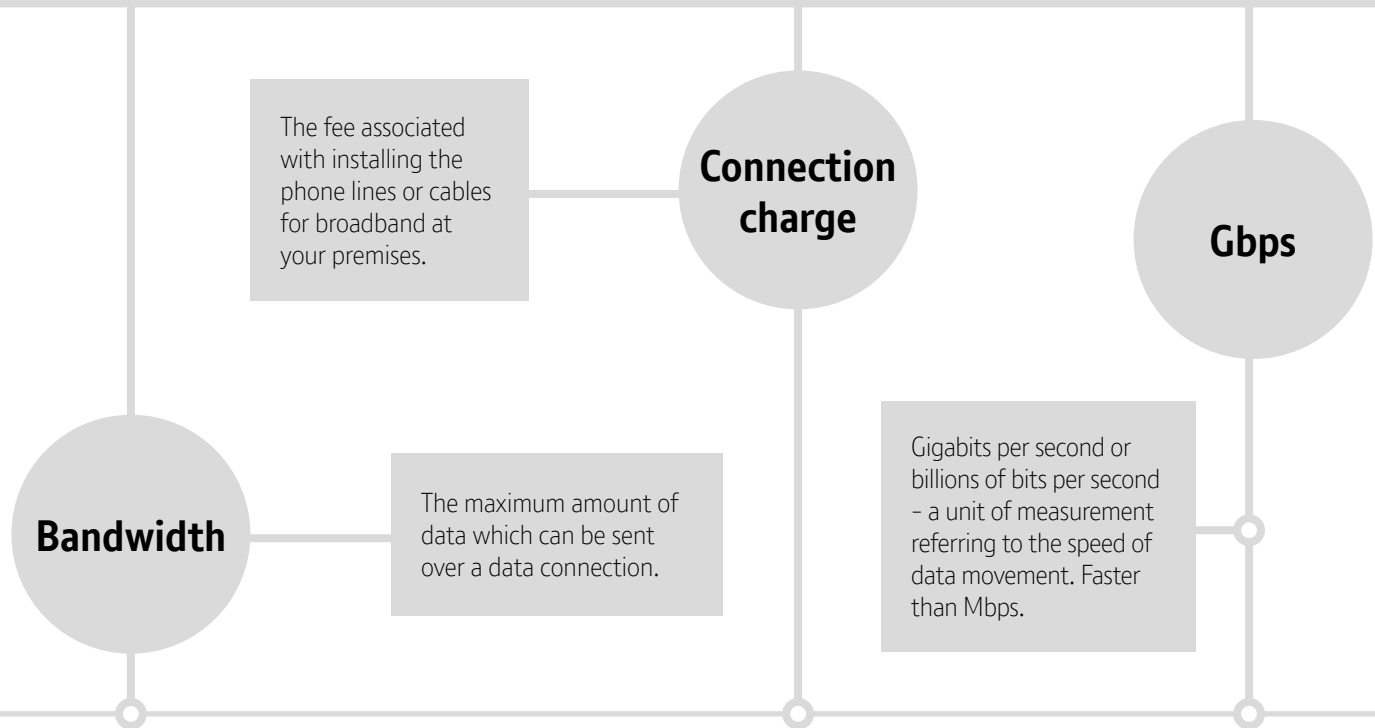 The fee associated
with installing the
phone lines or cables
for broadband at
your premises.
Connection
charge
Gbps
Bandwidth
The maximum amount of
data which can be sent
over a data connection.
Gigabits per second or
billions of bits per second
– a unit of measurement
referring to the speed of
data movement. Faster
than Mbps.